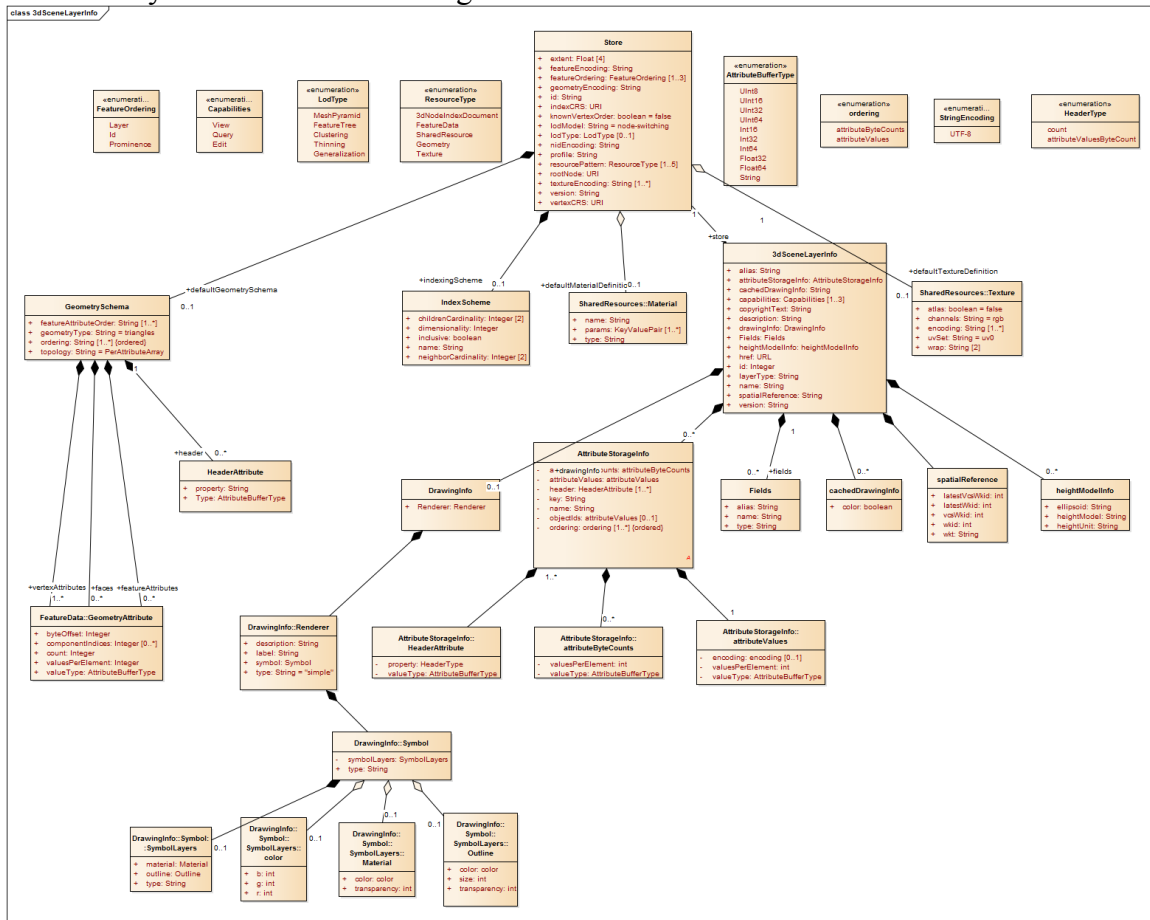 class 3dSceneLayerInfo
Store
+ extent: Float [4]
+ featureEncoding: String
+ featureOrdering: FeatureOrdering [1..3]
+ geometryEncoding: String
+ id: String
+ indexCRS: URI
+ knownVertexOrder: boolean = false
+ lodModel: String = node-switching
+ lodType: LodType [0..1]
+ nidEncoding: String
+ profile: String
+ resourcePattern: ResourceType [1..5]
+ rootNode: URI
+ textureEncoding: String [1..*]
+ version: String
+ vertexCRS: URI
«enumerati...
FeatureOrdering
Layer
Id
Prominence
«enumerati...
Capabilities
View
Query
Edit
«enumeration»
LodType
MeshPyramid
FeatureTree
Clustering
Thinning
Generalization
«enumeration»
ResourceType
3dNodeIndexDocument
FeatureData
SharedResource
Geometry
Texture
«enumeration»
AttributeBufferType
UInt8
UInt16
UInt32
UInt64
Int16
Int32
Int64
Float32
Float64
String
«enumeration»
ordering
attributeByteCounts
attributeValues
«enumerati...
StringEncoding
UTF-8
«enumeration»
HeaderType
count
attributeValuesByteCount
+defaultGeometrySchema
0..1
+indexingScheme
0..1
+defaultMaterialDefinitic
0..1
1
+store
1
+defaultTextureDefinition
0..1
GeometrySchema
+ featureAttributeOrder: String [1..*]
+ geometryType: String = triangles
+ ordering: String [1..*] {ordered}
+ topology: String = PerAttributeArray
IndexScheme
+ childrenCardinality: Integer [2]
+ dimensionality: Integer
+ inclusive: boolean
+ name: String
+ neighborCardinality: Integer [2]
SharedResources::Material
+ name: String
+ params: KeyValuePair [1..*]
+ type: String
3dSceneLayerInfo
+ alias: String
+ attributeStorageInfo: AttributeStorageInfo
+ cachedDrawingInfo: String
+ capabilities: Capabilities [1..3]
+ copyrightText: String
+ description: String
+ drawingInfo: DrawingInfo
+ Fields: Fields
+ heightModelInfo: heightModelInfo
+ href: URL
+ id: Integer
+ layerType: String
+ name: String
+ spatialReference: String
+ version: String
SharedResources::Texture
+ atlas: boolean = false
+ channels: String = rgb
+ encoding: String [1..*]
+ uvSet: String = uv0
+ wrap: String [2]
1
+header
0..*
HeaderAttribute
+ property: String
+ Type: AttributeBufferType
0..1
DrawingInfo
+ Renderer: Renderer
0..*
AttributeStorageInfo
- a+drawingInfo unts: attributeByteCounts
- attributeValues: attributeValues
- header: HeaderAttribute [1..*]
- key: String
- name: String
- objectIds: attributeValues [0..1]
- ordering: ordering [1..*] {ordered}
4
1
+fields
0..*
Fields
+ alias: String
+ name: String
+ type: String
0..*
cachedDrawingInfo
+ color: boolean
spatialReference
+ latestVcsWkid: int
+ latestWkid: int
+ vcsWkid: int
+ wkid: int
+ wkt: String
0..*
heightModelInfo
+ ellipsoid: String
+ heightModel: String
+ heightUnit: String
+vertexAttributes
1..*
+faces
0..*
+featureAttributes
0..*
FeatureData::GeometryAttribute
+ byteOffset: Integer
+ componentIndices: Integer [0..*]
+ count: Integer
+ valuesPerElement: Integer
+ valueType: AttributeBufferType
DrawingInfo::Renderer
+ description: String
+ label: String
+ symbol: Symbol
+ type: String = "simple"
1..*
AttributeStorageInfo::
HeaderAttribute
- property: HeaderType
- valueType: AttributeBufferType
0..*
AttributeStorageInfo::
attributeByteCounts
- valuesPerElement: int
- valueType: AttributeBufferType
1
AttributeStorageInfo::
attributeValues
- encoding: encoding [0..1]
- valuesPerElement: int
- valueType: AttributeBufferType
DrawingInfo::Symbol
- symbolLayers: SymbolLayers
+ type: String
0..1
DrawingInfo::Symbol:
:SymbolLayers
+ material: Material
+ outline: Outline
+ type: String
0..1
DrawingInfo::
Symbol::
SymbolLayers::
color
+ b: int
+ g: int
+ r: int
0..1
DrawingInfo::
Symbol::
SymbolLayers::
Material
+ color: color
+ transparency: int
0..1
DrawingInfo::
Symbol::
SymbolLayers::
Outline
+ color: color
+ size: int
+ transparency: int